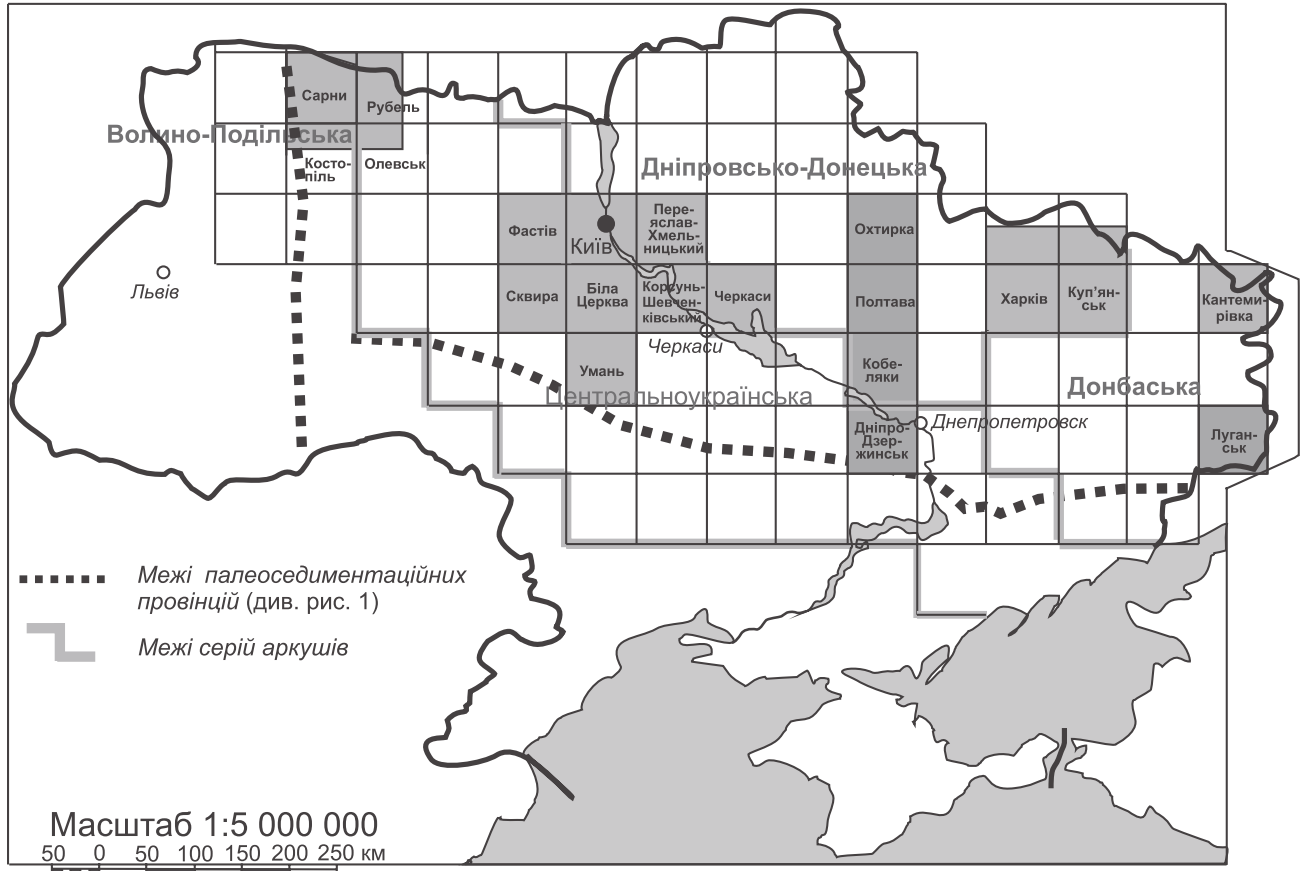 Сарни
Рубель
Волино-Подільська
Косто-
піль
Олевськ
Дніпровсько-Донецька
Фастів
Київ
Пере-
яслав-
Хмель-
ницький
Охтирка
Львів
Сквира
Біла
Церква
Корсунь-
Шевчен-
ківський
Черкаси
Полтава
Харків
Куп’ян-
ськ
Кантеми-
рівка
Черкаси
Умань
Кобе-
ляки
Центральноукраїнська
Донбаська
Дніпро-
Дзер-
жинськ
Днепропетровск
Луган-
ськ
Межі палеоседиментаційних
провінцій (див. рис. 1)
Межі серій аркушів
Масштаб 1:5 000 000
50 0 50 100 150 200 250 км